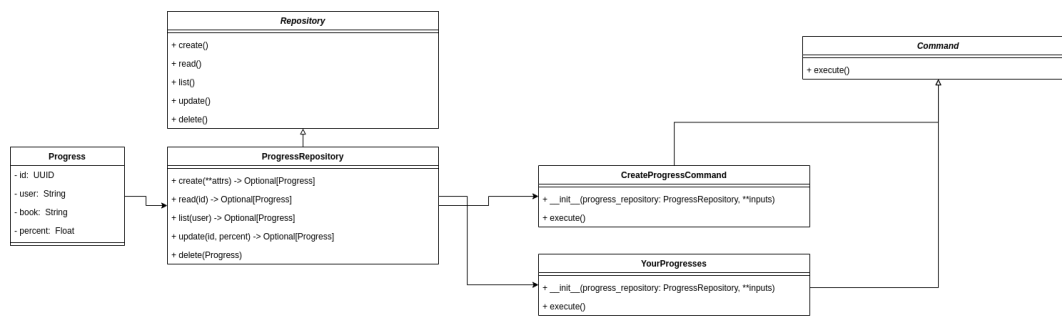 Repository
+ create()
+ read()
+ list()
+ update()
+ delete()
Command
+ execute()
Progress
- id: UUID
- user: String
- book: String
- percent: Float
ProgressRepository
+ create(**attrs) -> Optional[Progress]
+ read(id) -> Optional[Progress]
+ list(user) -> Optional[Progress]
+ update(id, percent) -> Optional[Progress]
+ delete(Progress)
CreateProgressCommand
+ __init__(progress_repository: ProgressRepository, **inputs)
+ execute()
YourProgresses
+ __init__(progress_repository: ProgressRepository, **inputs)
+ execute()